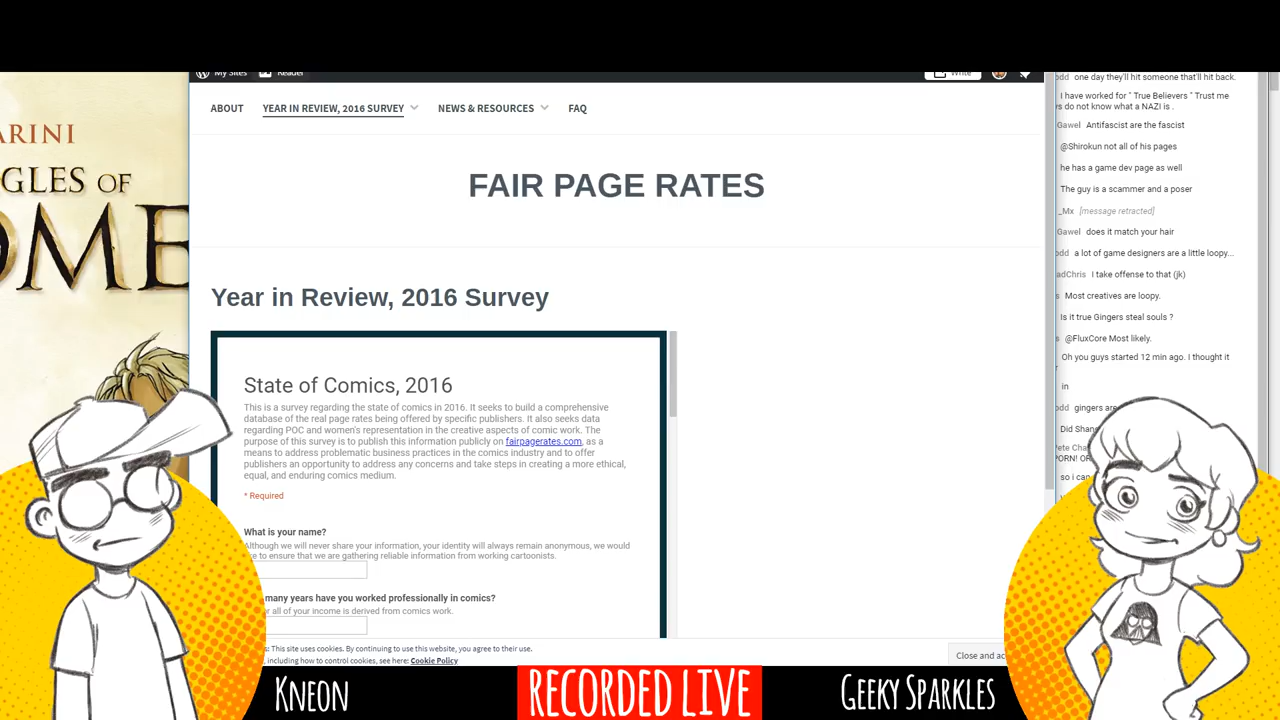 My Sites
Reader
Write
ABOUT
YEAR IN REVIEW, 2016 SURVEY
NEWS & RESOURCES
FAQ
FAIR PAGE RATES
Year in Review, 2016 Survey
State of Comics, 2016
This is a survey regarding the state of comics in 2016. It seeks to build a comprehensive
database of the real page rates being offered by specific publishers. It also seeks data
regarding POC and women's representation in the creative aspects of comic work. The
purpose of this survey is to publish this information publicly on fairpagerates.com, as a
means to address problematic business practices in the comics industry and to offer
publishers an opportunity to address any concerns and take steps in creating a more ethical,
equal, and enduring comics medium.
* Required
What is your name?
Although we will never share your information, your identity will always remain anonymous, we would
to ensure that we are gathering reliable information from working cartoonists.
many years have you worked professionally in comics?
or all of your income is derived from comics work.
This site uses cookies. By continuing to use this website, you agree to their use.
including how to control cookies, see here: Cookie Policy
Close and ac
ARINI
GLES OF
OME
odd one day they'll hit someone that'll hit back.
I have worked for " True Believers " Trust me
s do not know what a NAZI is .
Gawel Antifascist are the fascist
@Shirokun not all of his pages
he has a game dev page as well
The guy is a scammer and a poser
_Mx [message retracted]
Gawel does it match your hair
odd a lot of game designers are a little loopy...
adChris I take offense to that (jk)
s Most creatives are loopy.
Is it true Gingers steal souls ?
s @FluxCore Most likely.
Oh you guys started 12 min ago. I thought it
r
in
odd gingers are
Did Shan
Pete Cha
PORN! OR
so i can
KNEON
RECORDED LIVE
GEEKY SPARKLES